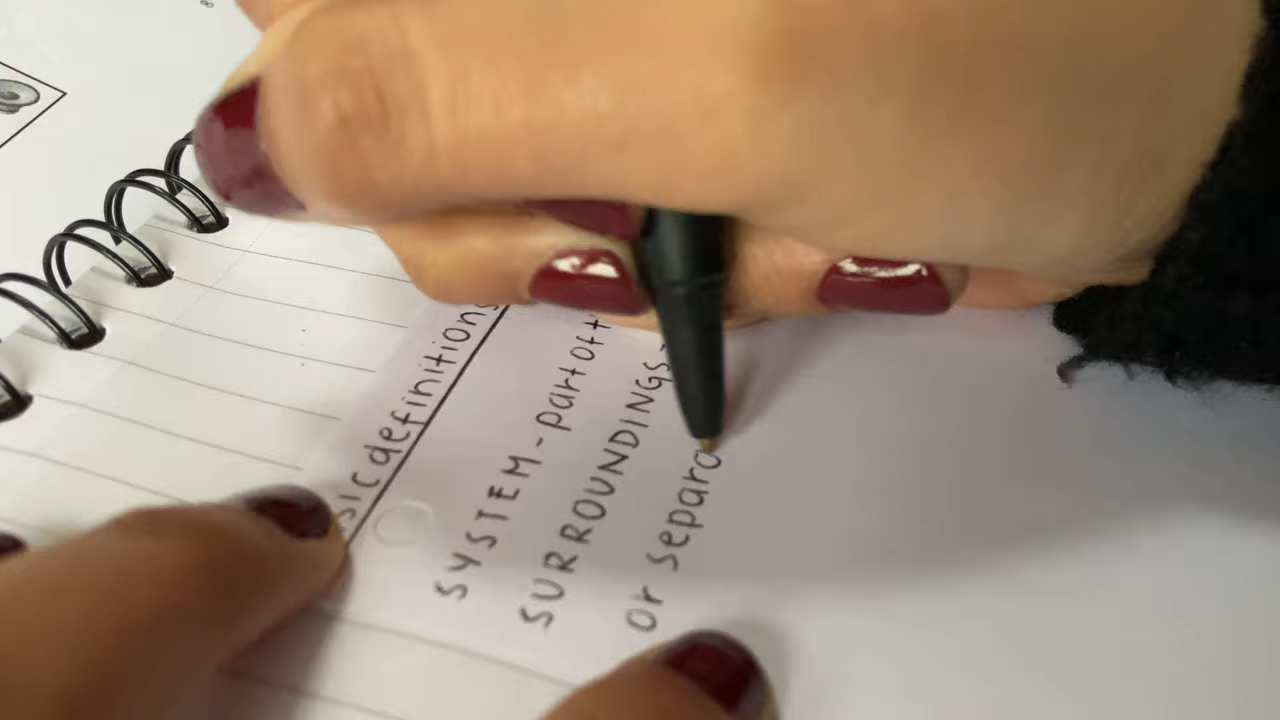 sic definitions
SYSTEM - part of t
SURROUNDINGS -
or separa